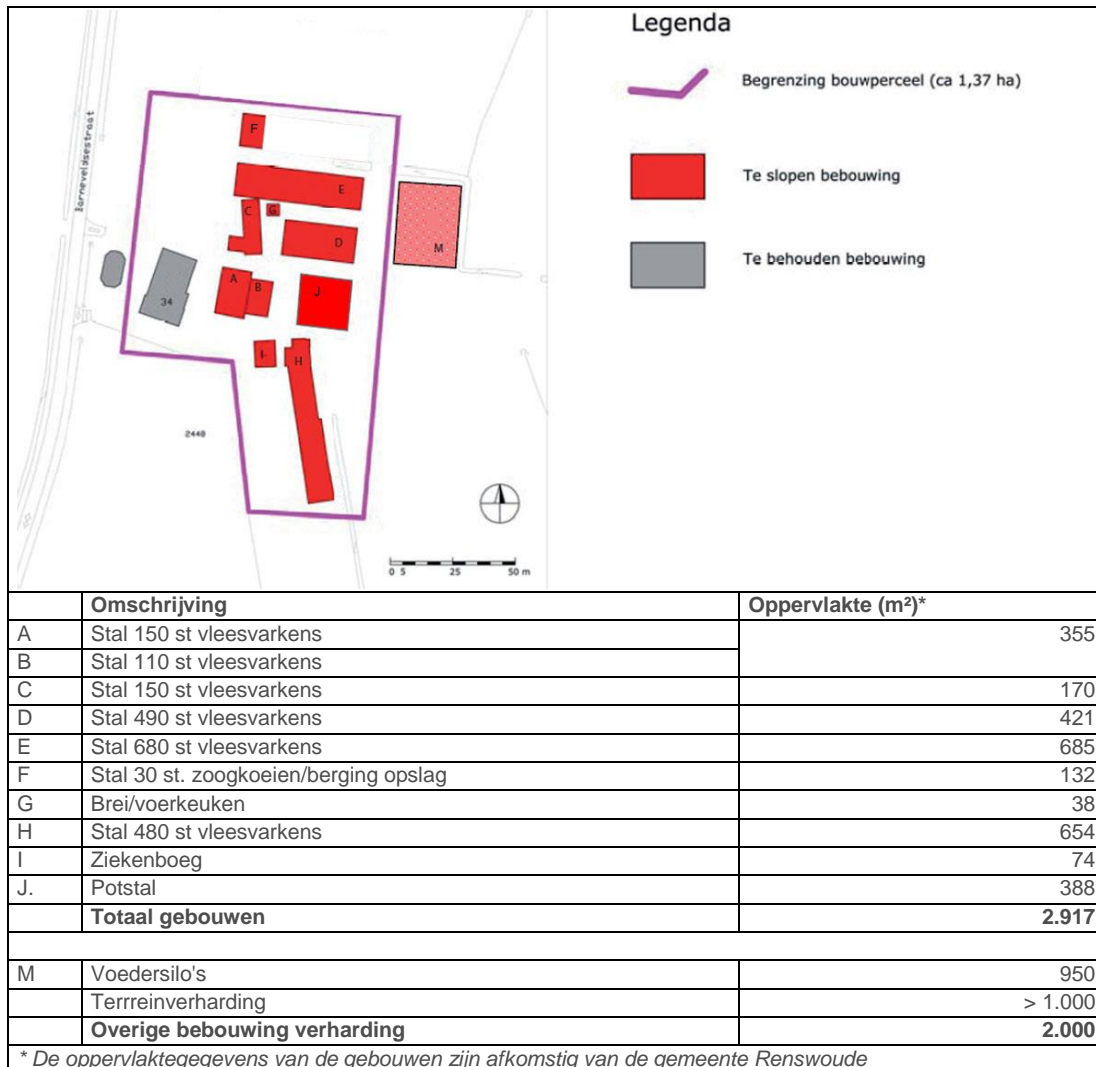 Legenda
Begrenzing bouwperceel (ca 1,37 ha)
Te slopen bebouwing
Te behouden bebouwing
Barneveldsestraat
F
E
C
G
D
M
A
B
J
34
I
H
2448
0 5 25 50 m
Omschrijving Oppervlakte (m²)*
A Stal 150 st vleesvarkens 355
B Stal 110 st vleesvarkens
C Stal 150 st vleesvarkens 170
D Stal 490 st vleesvarkens 421
E Stal 680 st vleesvarkens 685
F Stal 30 st. zoogkoeien/berging opslag 132
G Brei/voerkeuken 38
H Stal 480 st vleesvarkens 654
I Ziekenboeg 74
J. Potstal 388
Totaal gebouwen 2.917
M Voedersilo's 950
Terrreinverharding > 1.000
Overige bebouwing verharding 2.000
* De oppervlaktegegevens van de gebouwen zijn afkomstig van de gemeente Renswoude